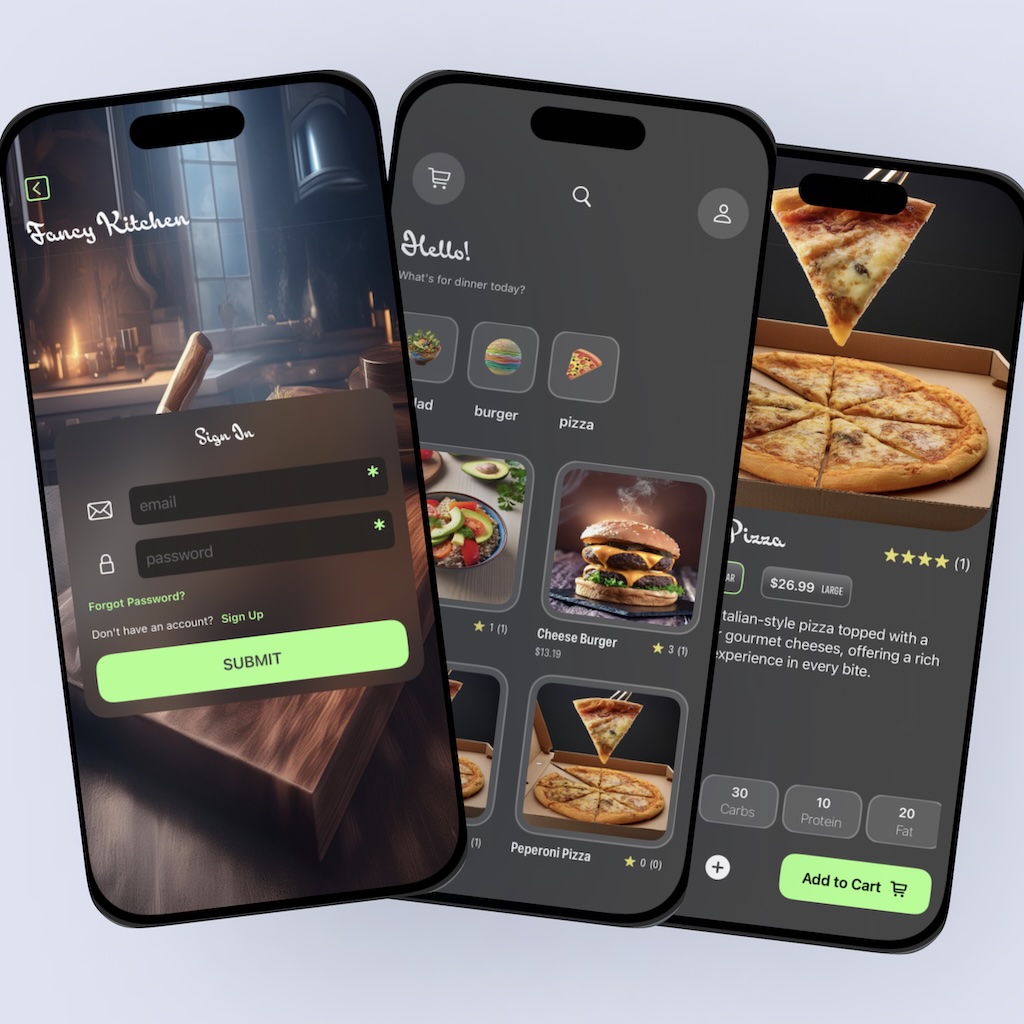 Fancy Kitchen
Sign In
email *
password *
Forgot Password?
Don't have an account? Sign Up
SUBMIT
Hello!
What's for dinner today?
lad burger pizza
1 (1)
Cheese Burger 3 (1)
$13.19
(1)
Peperoni Pizza 0 (0)
Pizza
(1)
AR $26.99 LARGE
talian-style pizza topped with a
r gourmet cheeses, offering a rich
experience in every bite.
30 10 20
Carbs Protein Fat
Add to Cart